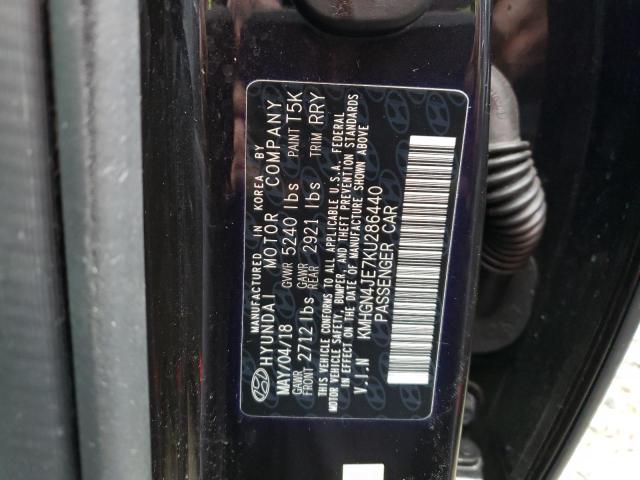 MANUFACTURED IN KOREA BY
HYUNDAI MOTOR COMPANY
MAY/04/18 GVWR 5240 lbs PAINT T5K
GAWR FRONT 2712 lbs GAWR REAR 2921 lbs TRIM RRY
THIS VEHICLE CONFORMS TO ALL APPLICABLE U.S.A. FEDERAL
MOTOR VEHICLE SAFETY, BUMPER, AND THEFT PREVENTION STANDARDS
IN EFFECT ON THE DATE OF MANUFACTURE SHOWN ABOVE
V.I.N KMHGN4JE7KU286440
PASSENGER CAR